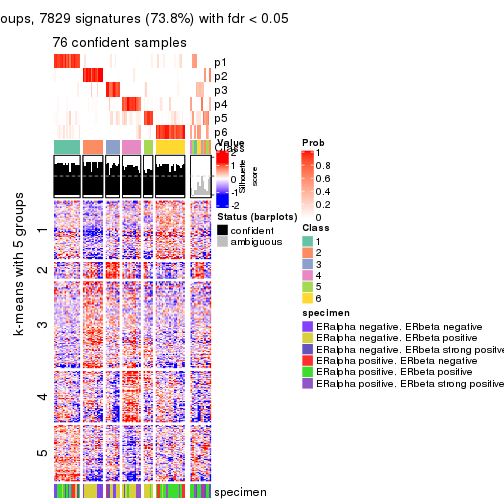 oups, 7829 signatures (73.8%) with fdr < 0.05
76 confident samples
p1
p2
p3
p4
p5
p6
Class
Value
2
1
0
-1
-2
Silhouette
score
Status (barplots)
confident
ambiguous
Prob
1
0.8
0.6
0.4
0.2
0
Class
1
2
3
4
5
6
specimen
ERalpha negative. ERbeta negative
ERalpha negative. ERbeta positive
ERalpha negative. ERbeta strong positive
ERalpha positive. ERbeta negative
ERalpha positive. ERbeta positive
ERalpha positive. ERbeta strong positive
k-means with 5 groups
1
2
3
4
5
specimen